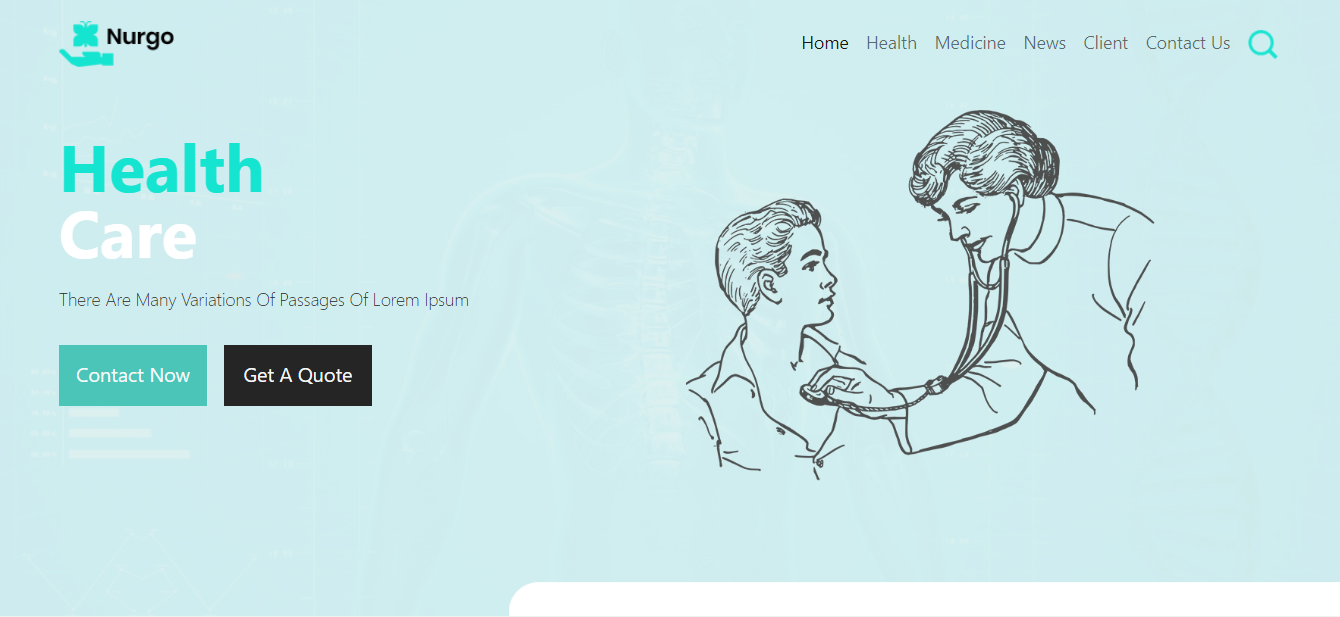 Nurgo
Home Health Medicine News Client Contact Us
Health
Care
There Are Many Variations Of Passages Of Lorem Ipsum
Contact Now Get A Quote